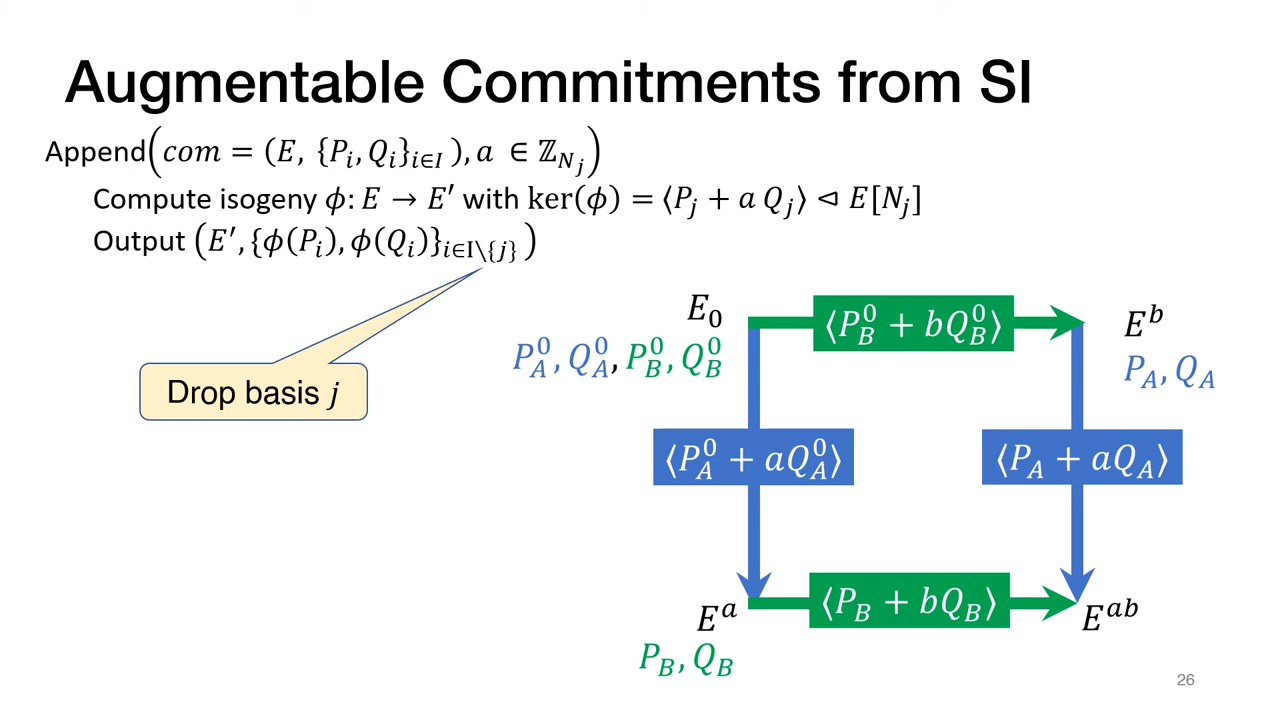 Augmentable Commitments from SI
Append(com = (E, {P_i, Q_i}_{i∈I}), a ∈ ℤ_{N_j})
Compute isogeny ϕ: E → E′ with ker(ϕ) = ⟨P_j + a Q_j⟩ ⊲ E[N_j]
Output (E′, {ϕ(P_i), ϕ(Q_i)}_{i∈I\{j}})
Drop basis j
E_0
P_A^0, Q_A^0, P_B^0, Q_B^0
⟨P_B^0 + bQ_B^0⟩
E^b
P_A, Q_A
⟨P_A^0 + aQ_A^0⟩
⟨P_A + aQ_A⟩
E^a
P_B, Q_B
⟨P_B + bQ_B⟩
E^{ab}
26